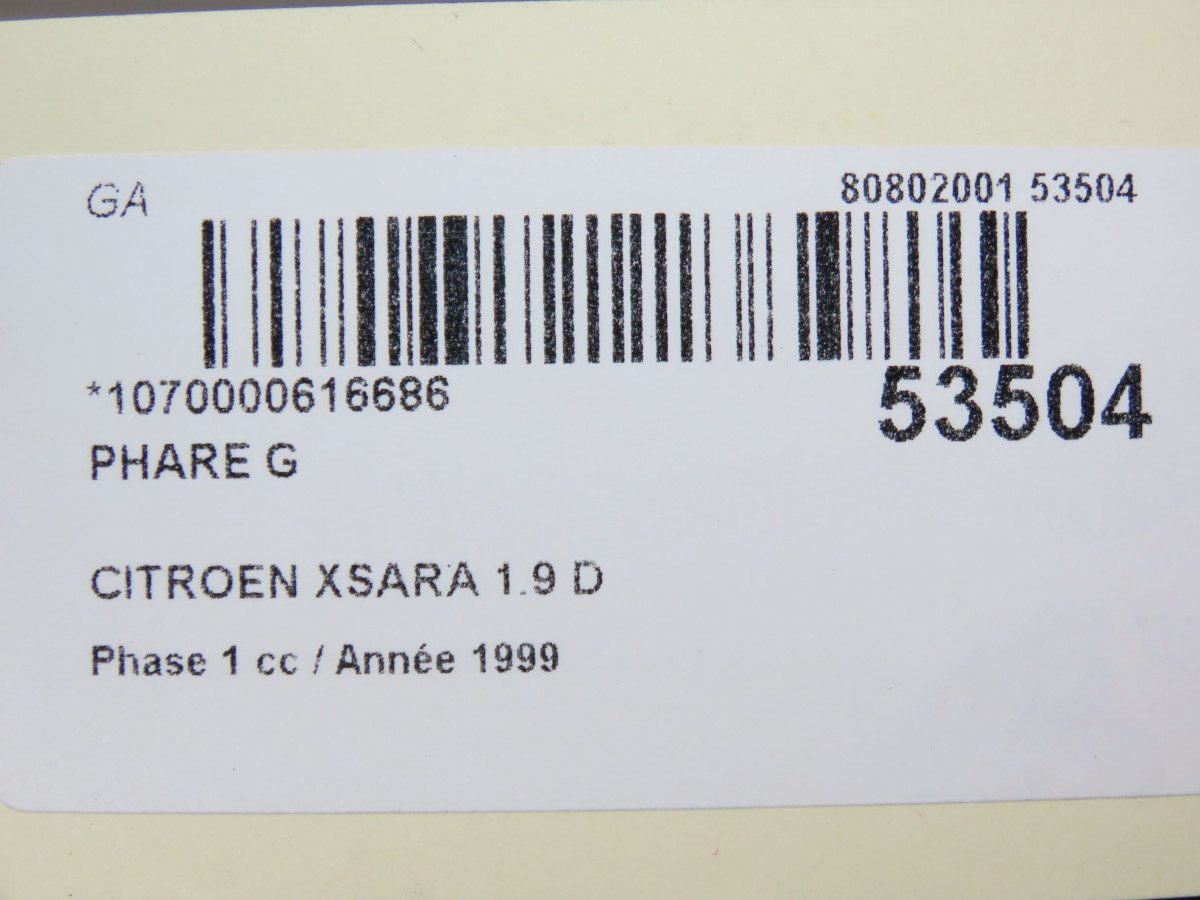 GA
80802001 53504
*1070000616686
53504
PHARE G
CITROEN XSARA 1.9 D
Phase 1 cc / Année 1999